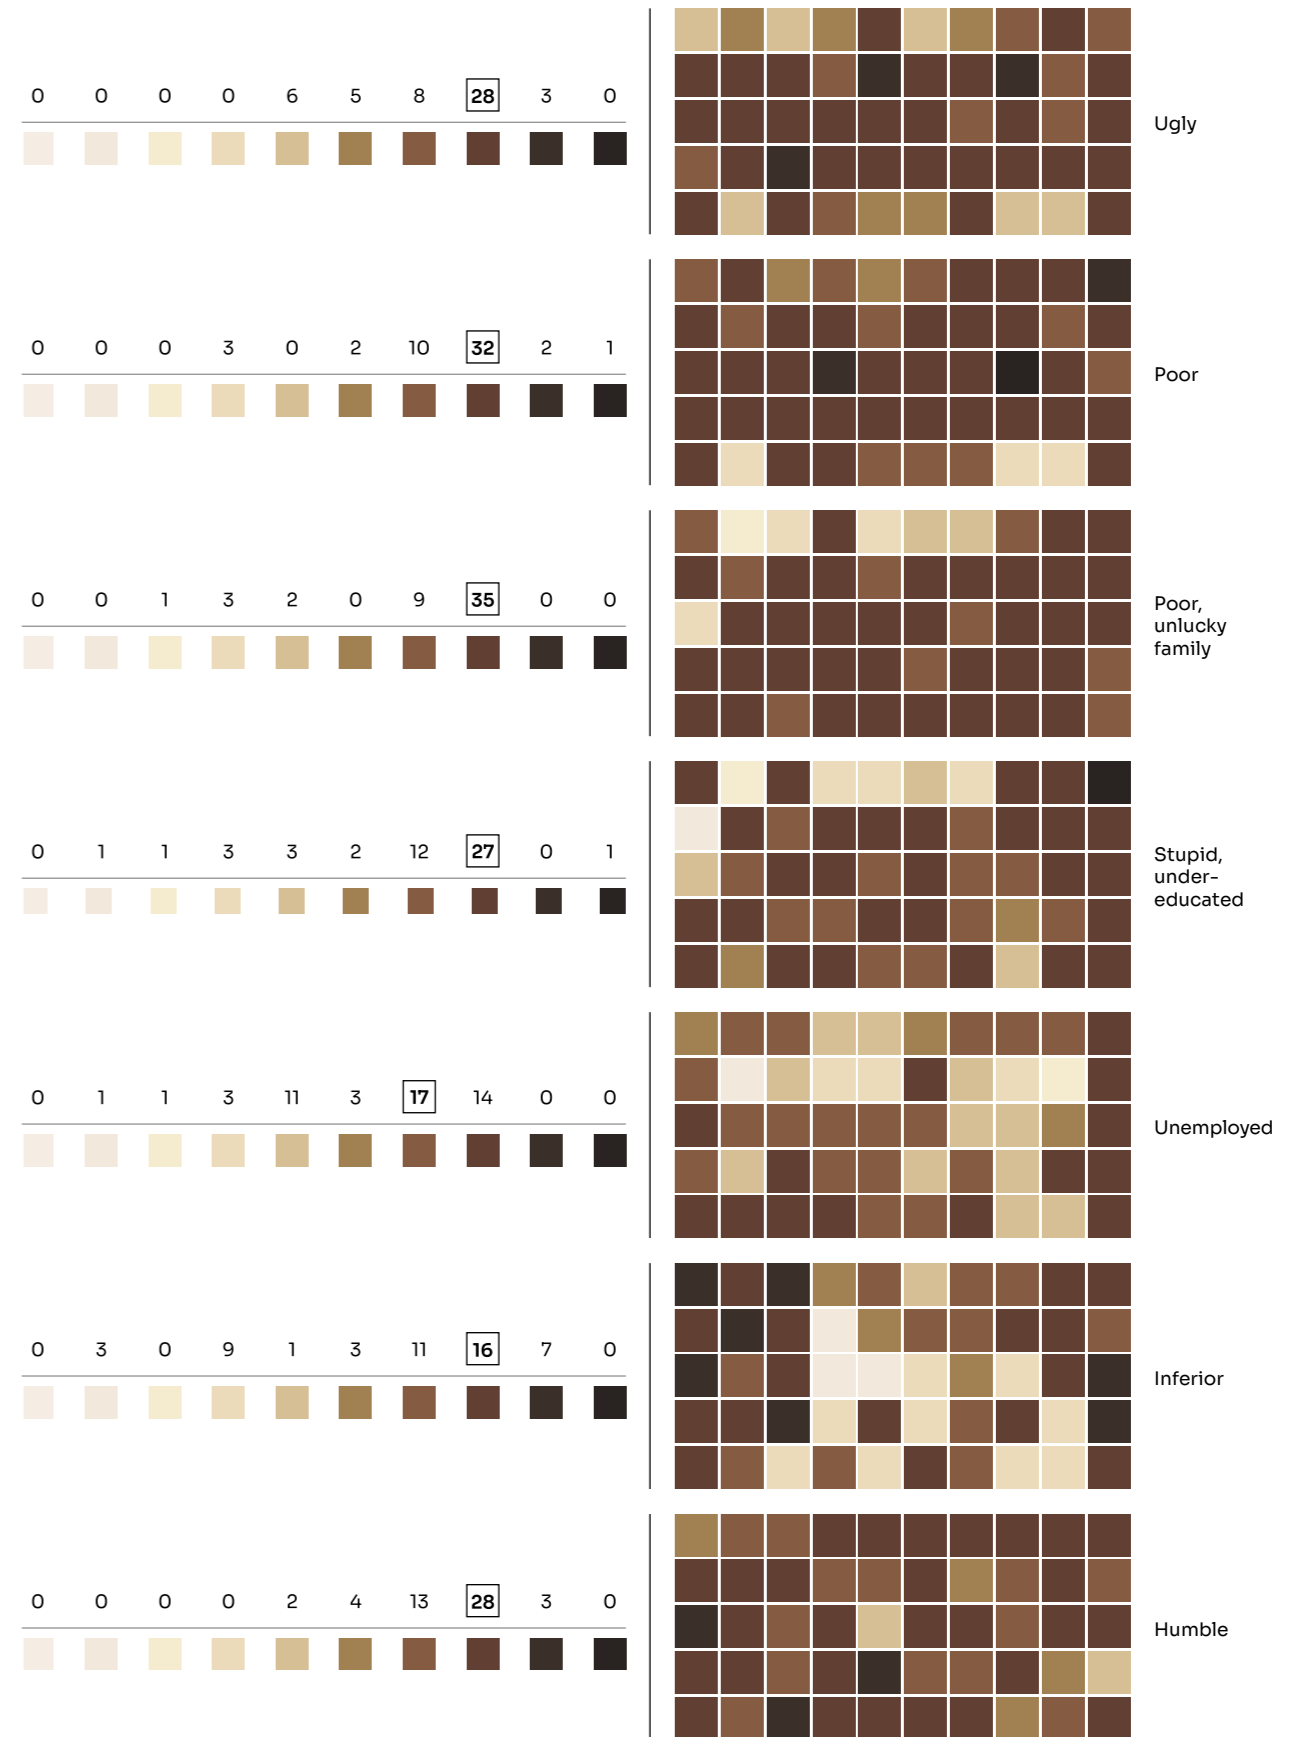 0 0 0 0 6 5 8 28 3 0
Ugly
0 0 0 3 0 2 10 32 2 1
Poor
0 0 1 3 2 0 9 35 0 0
Poor,
unlucky
family
0 1 1 3 3 2 12 27 0 1
Stupid,
under-
educated
0 1 1 3 11 3 17 14 0 0
Unemployed
0 3 0 9 1 3 11 16 7 0
Inferior
0 0 0 0 2 4 13 28 3 0
Humble